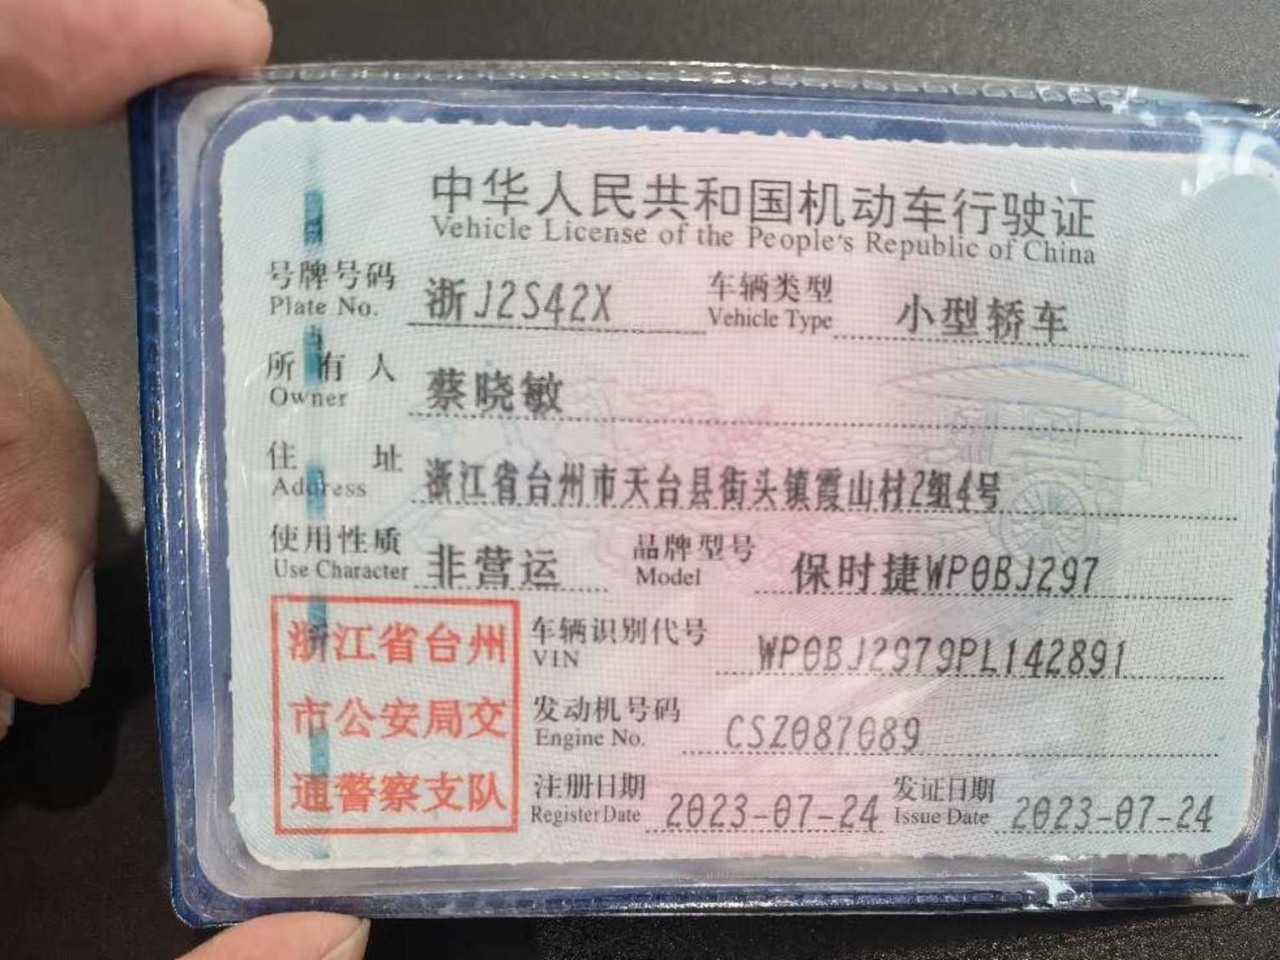 中华人民共和国机动车行驶证
Vehicle License of the People's Republic of China
号牌号码 浙J2S42X 车辆类型 小型轿车
Plate No. Vehicle Type
所有人 蔡晓敏
Owner
住址 浙江省台州市天台县街头镇霞山村2组4号
Address
使用性质 非营运 品牌型号 保时捷WP0BJ297
Use Character Model
浙江省台州 车辆识别代号 WP0BJ2979PL142891
VIN
市公安局交 发动机号码 CSZ087089
Engine No.
通警察支队 注册日期 2023-07-24 发证日期 2023-07-24
Register Date Issue Date